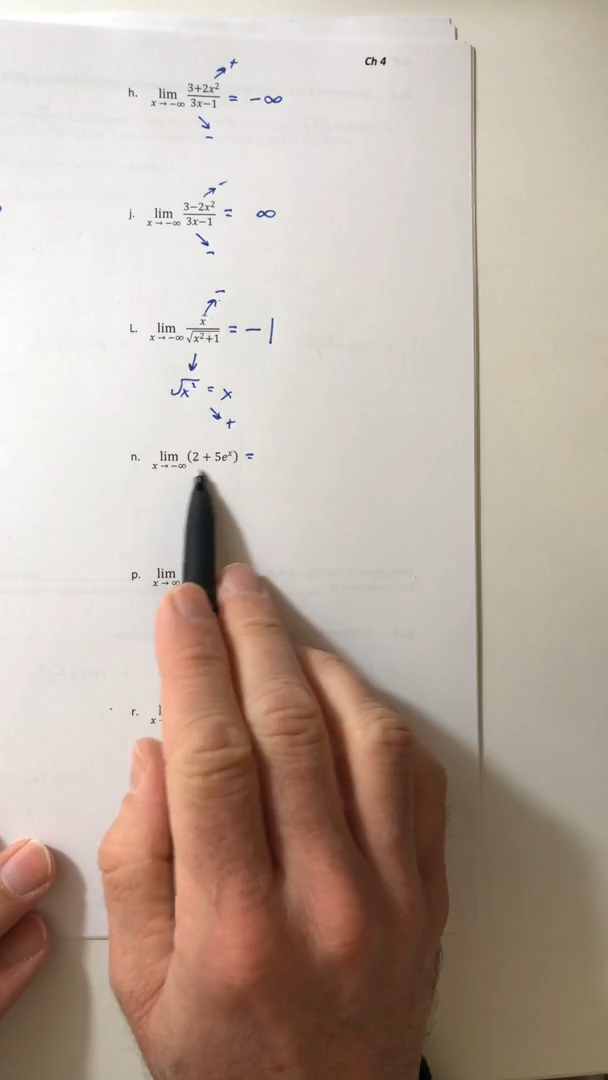 Ch 4
+
h. lim x→−∞ (3+2x²)/(3x−1) = −∞
−
−
j. lim x→−∞ (3−2x²)/(3x−1) = ∞
−
−
L. lim x→−∞ x/√(x²+1) = −1
√x² = x
+
n. lim x→−∞ (2 + 5eˣ) =
p. lim x→∞
r.